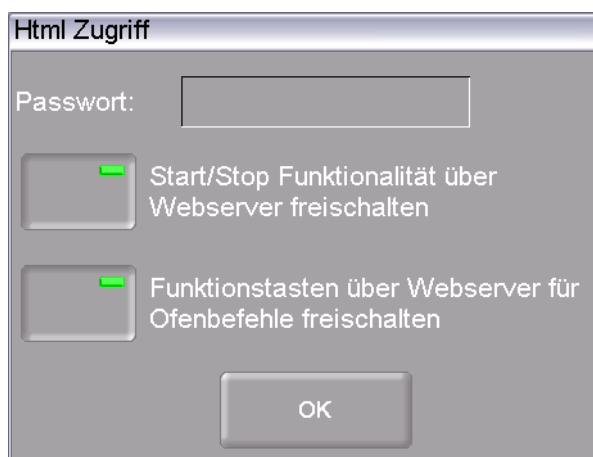 Html Zugriff
Passwort:
Start/Stop Funktionalität über
Webserver freischalten
Funktionstasten über Webserver für
Ofenbefehle freischalten
OK